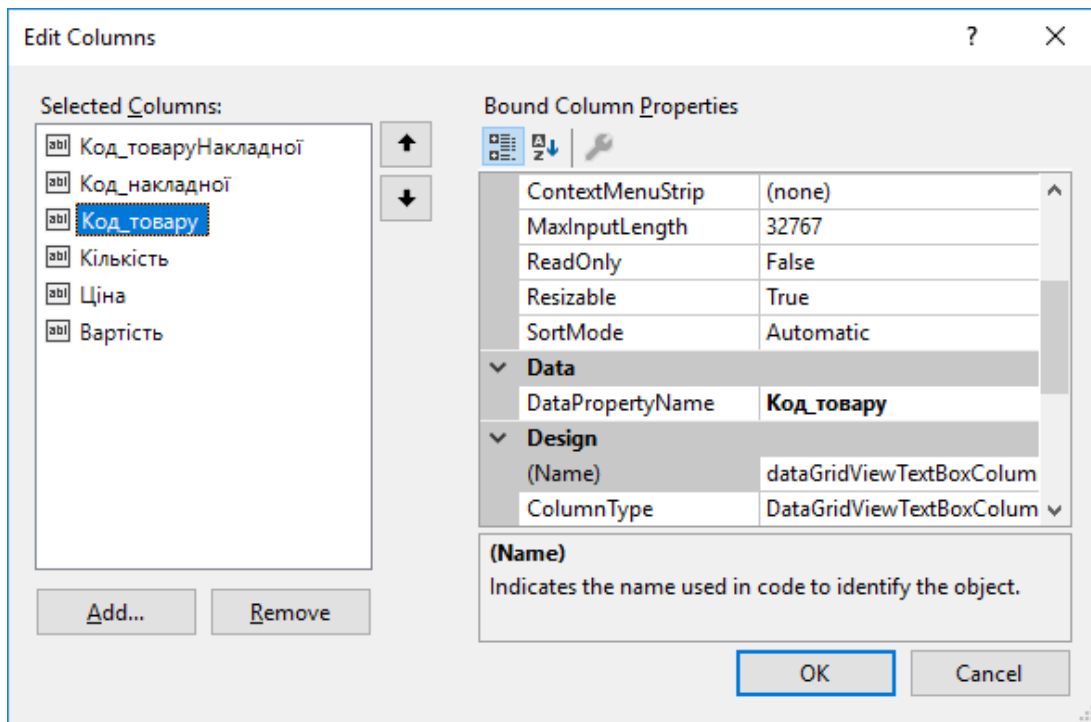 Edit Columns
?
Selected Columns:
Код_товаруНакладної
Код_накладної
Код_товару
Кількість
Ціна
Вартість
Add...
Remove
Bound Column Properties
ContextMenuStrip (none)
MaxInputLength 32767
ReadOnly False
Resizable True
SortMode Automatic
Data
DataPropertyName Код_товару
Design
(Name) dataGridViewTextBoxColum
ColumnType DataGridViewTextBoxColum
(Name)
Indicates the name used in code to identify the object.
OK
Cancel